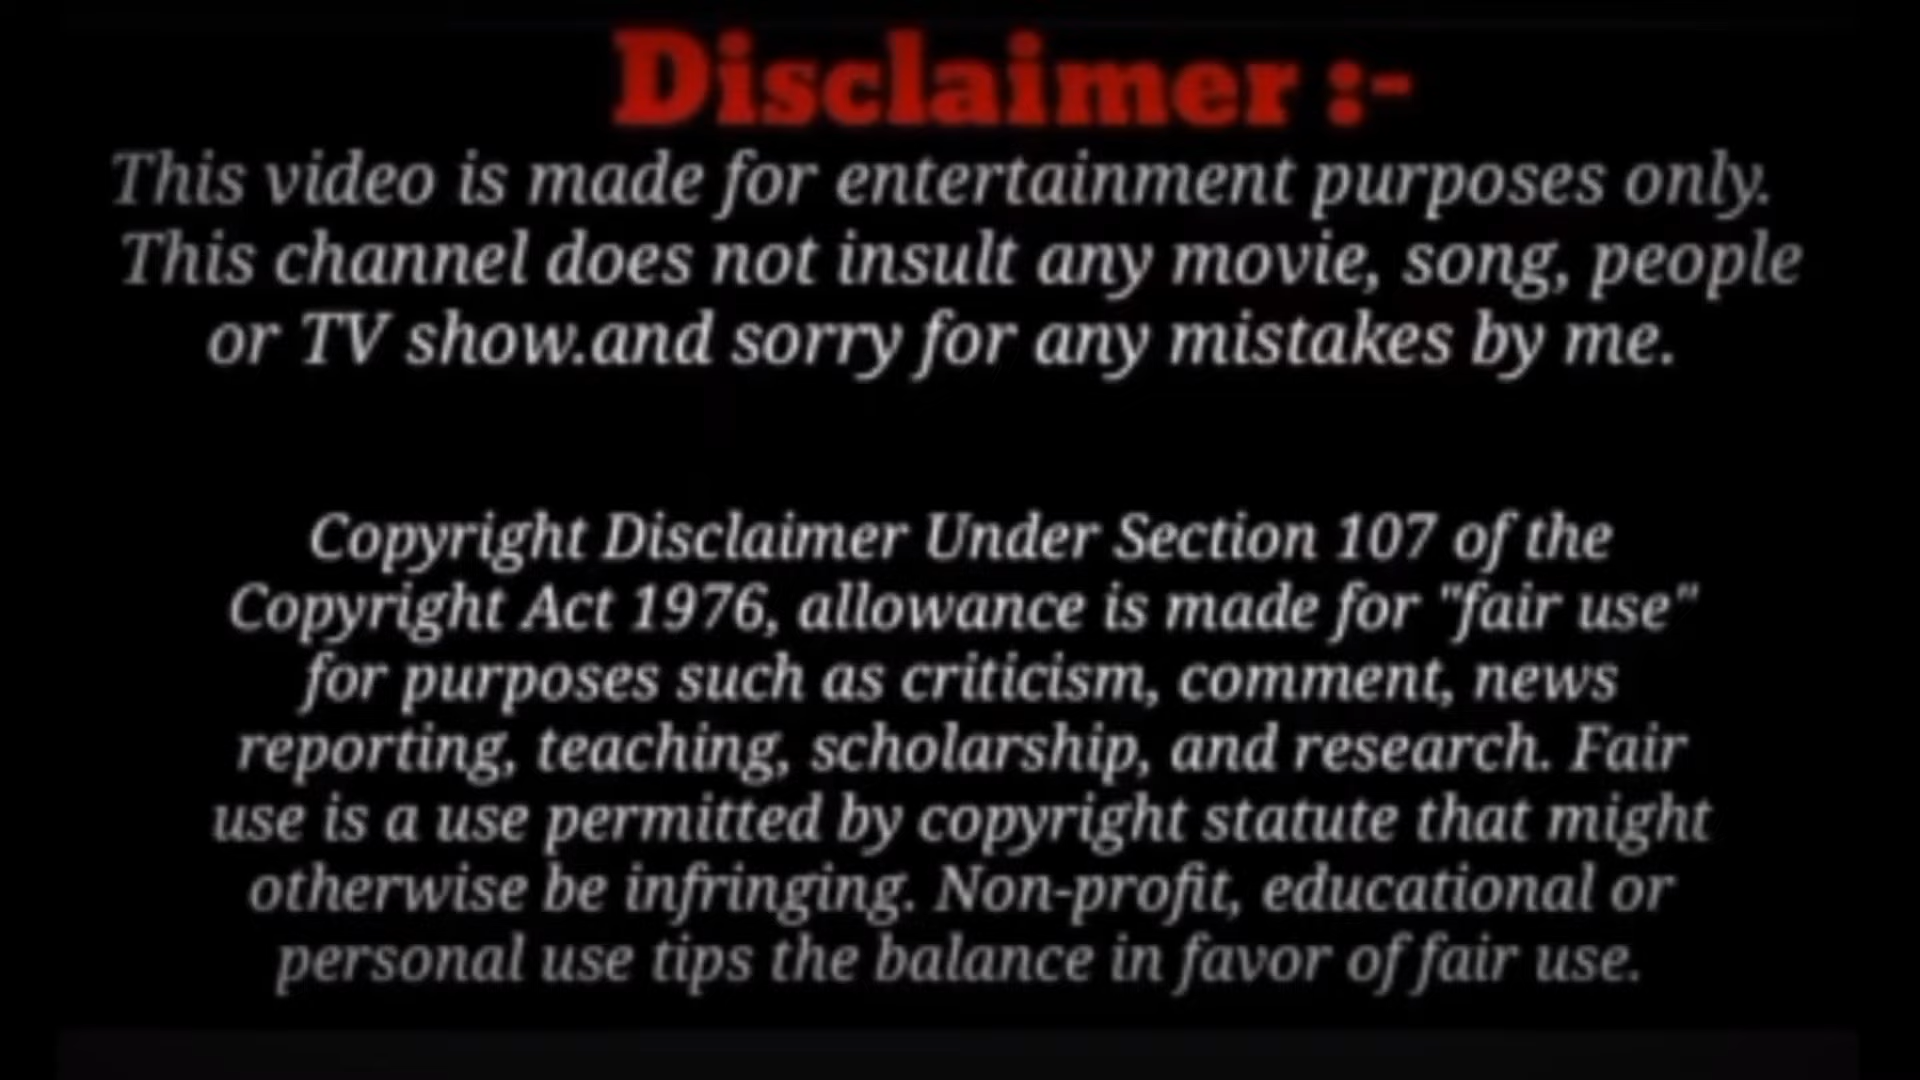 Disclaimer :-
This video is made for entertainment purposes only.
This channel does not insult any movie, song, people
or TV show.and sorry for any mistakes by me.
Copyright Disclaimer Under Section 107 of the
Copyright Act 1976, allowance is made for "fair use"
for purposes such as criticism, comment, news
reporting, teaching, scholarship, and research. Fair
use is a use permitted by copyright statute that might
otherwise be infringing. Non-profit, educational or
personal use tips the balance in favor of fair use.